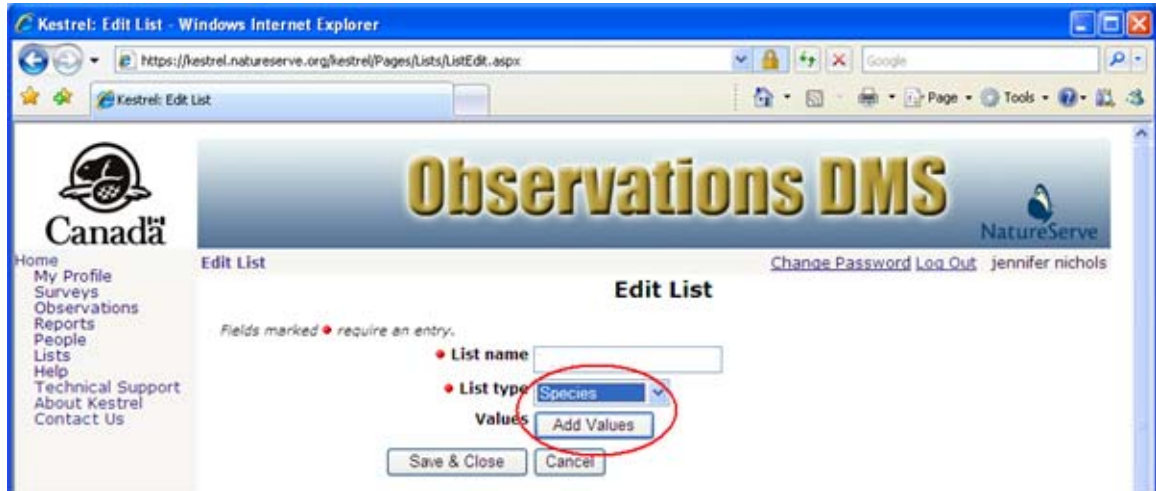 Kestrel: Edit List - Windows Internet Explorer
https://kestrel.natureserve.org/kestrel/Pages/Lists/ListEdit.aspx
Google
Kestrel: Edit List
Page
Tools
Canada
Observations DMS
NatureServe
Home
My Profile
Surveys
Observations
Reports
People
Lists
Help
Technical Support
About Kestrel
Contact Us
Edit List
Change Password Log Out jennifer nichols
Edit List
Fields marked require an entry.
List name
List type Species
Values Add Values
Save & Close Cancel